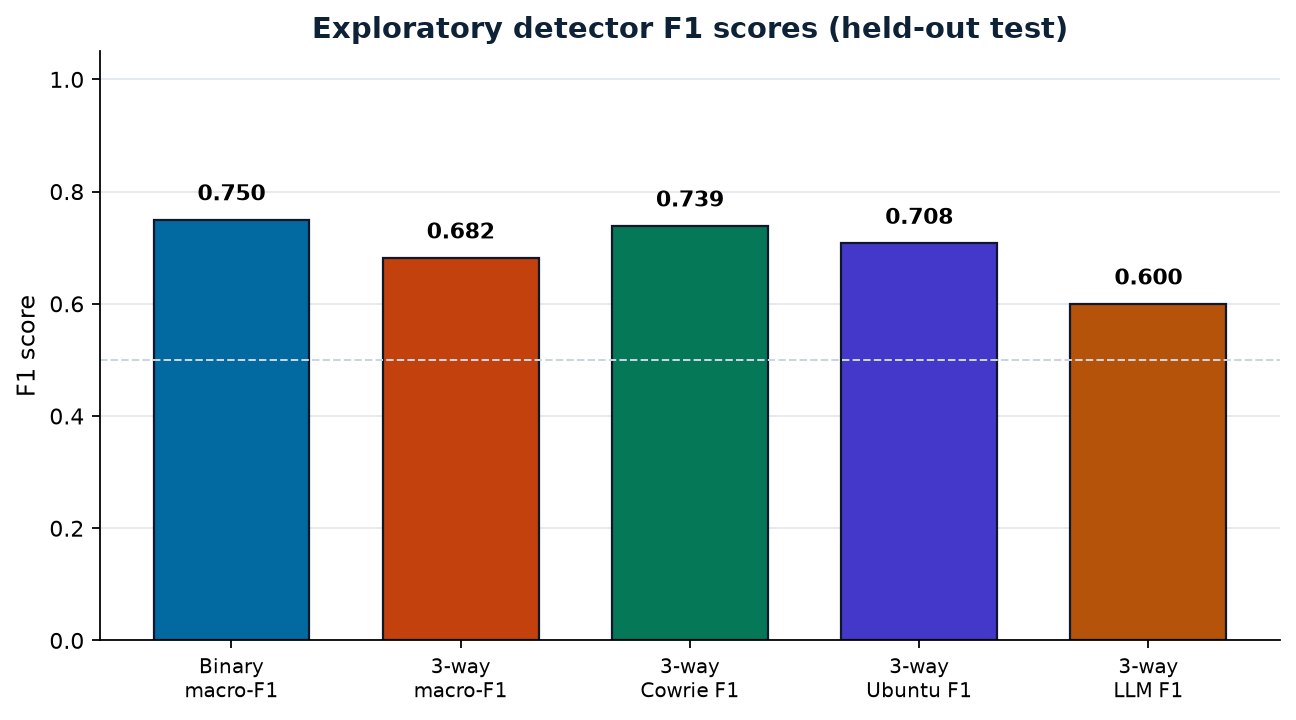 Exploratory detector F1 scores (held-out test)
F1 score
1.0
0.8
0.6
0.4
0.2
0.0
0.750
0.682
0.739
0.708
0.600
Binary
macro-F1
3-way
macro-F1
3-way
Cowrie F1
3-way
Ubuntu F1
3-way
LLM F1